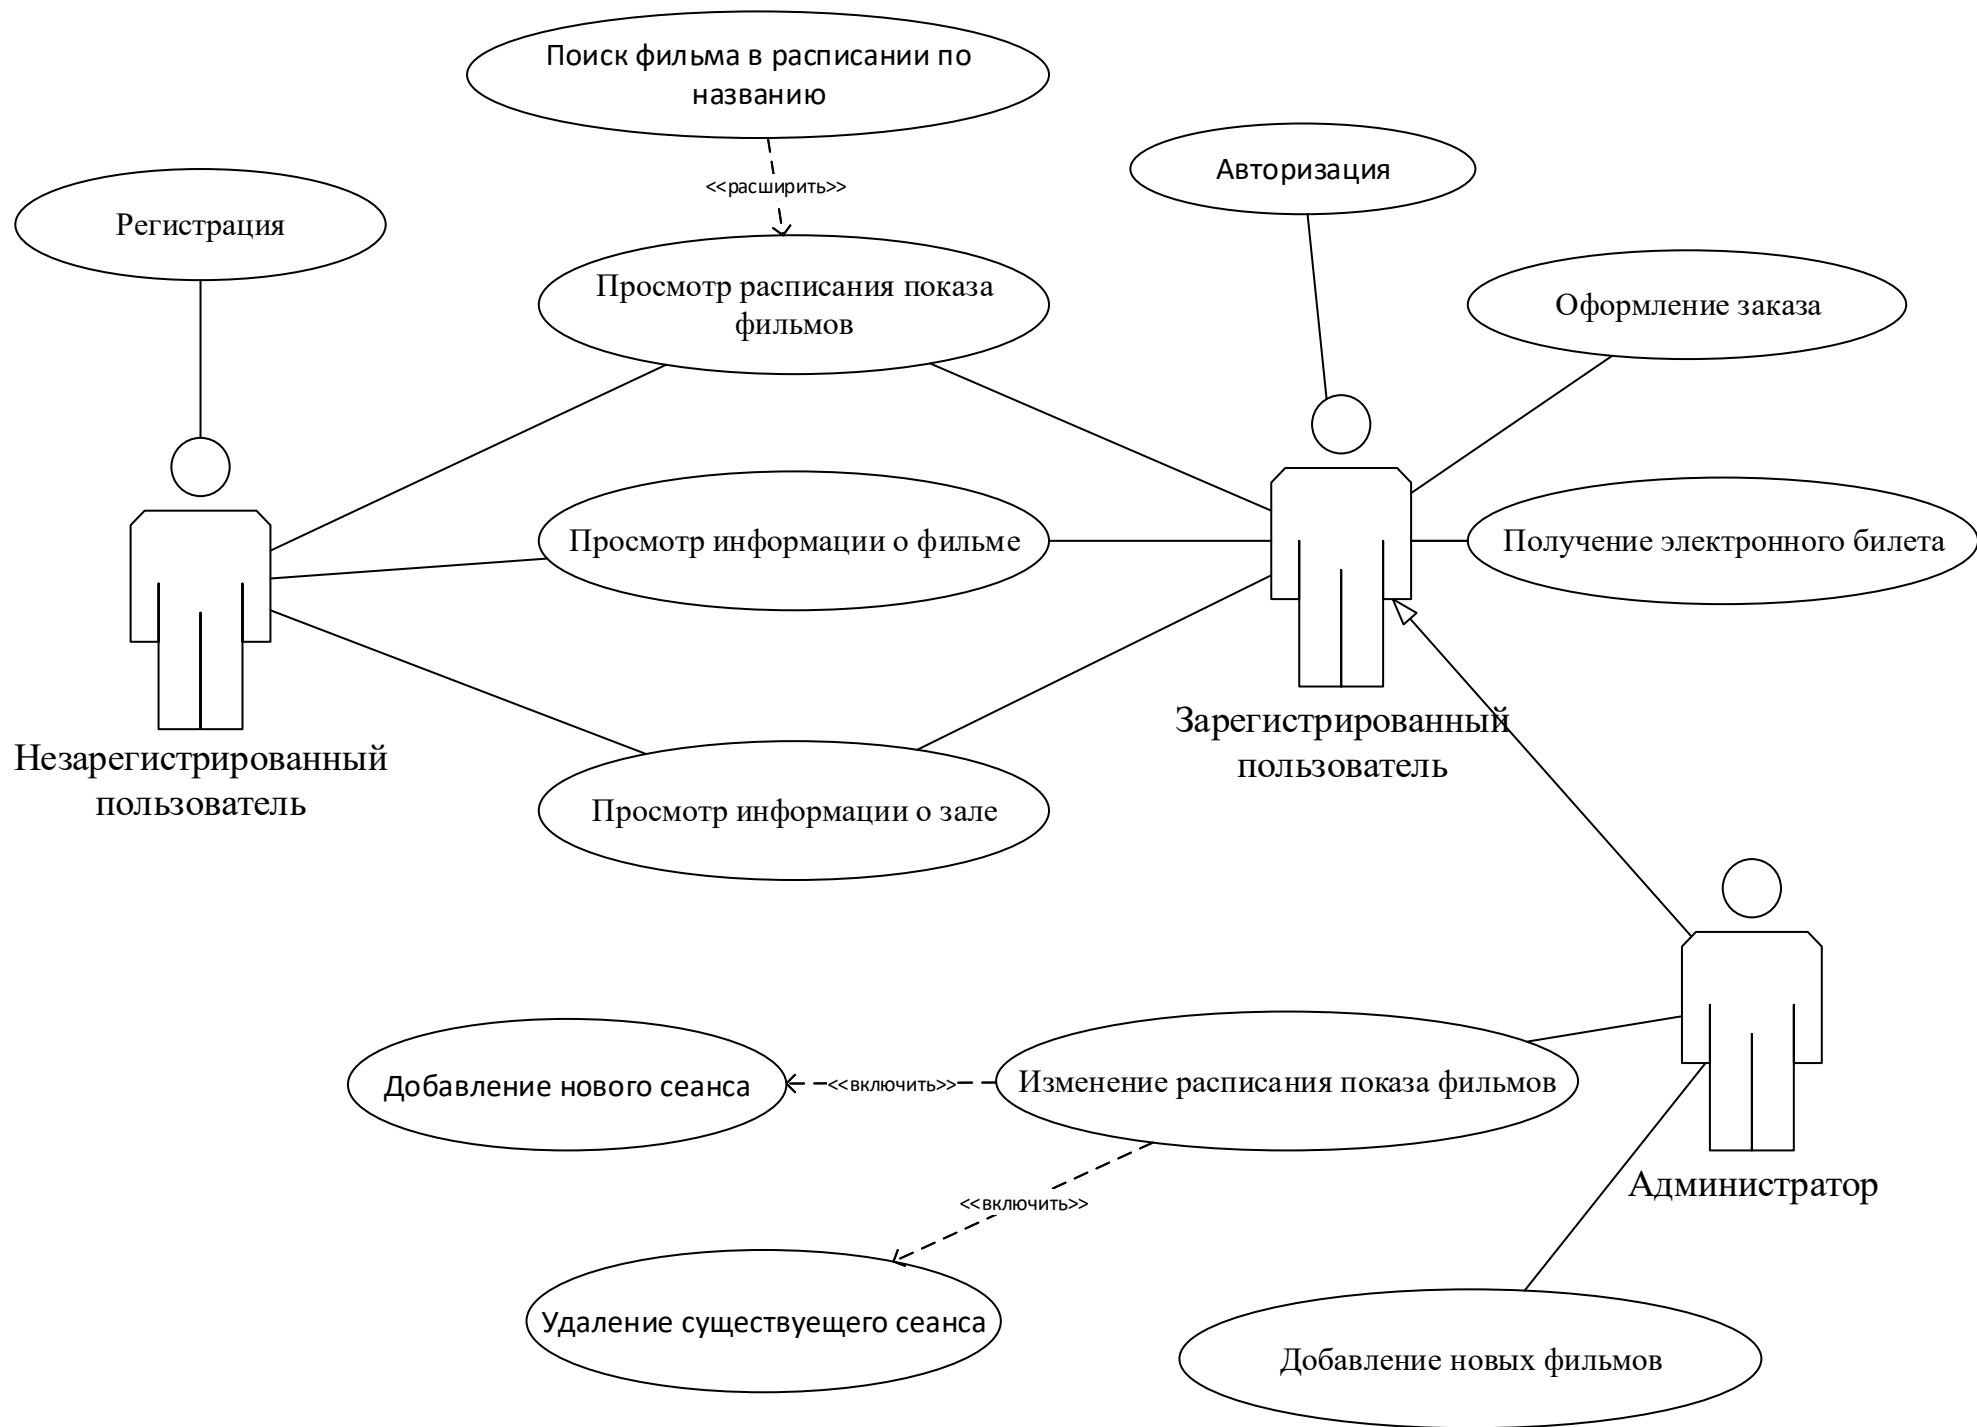 Поиск фильма в расписании по
названию
Авторизация
<<расширить>>
Регистрация
Просмотр расписания показа
фильмов
Оформление заказа
Просмотр информации о фильме
Получение электронного билета
Зарегистрированный
пользователь
Незарегистрированный
пользователь
Просмотр информации о зале
Добавление нового сеанса
<<включить>>
Изменение расписания показа фильмов
Администратор
<<включить>>
Удаление существуещего сеанса
Добавление новых фильмов